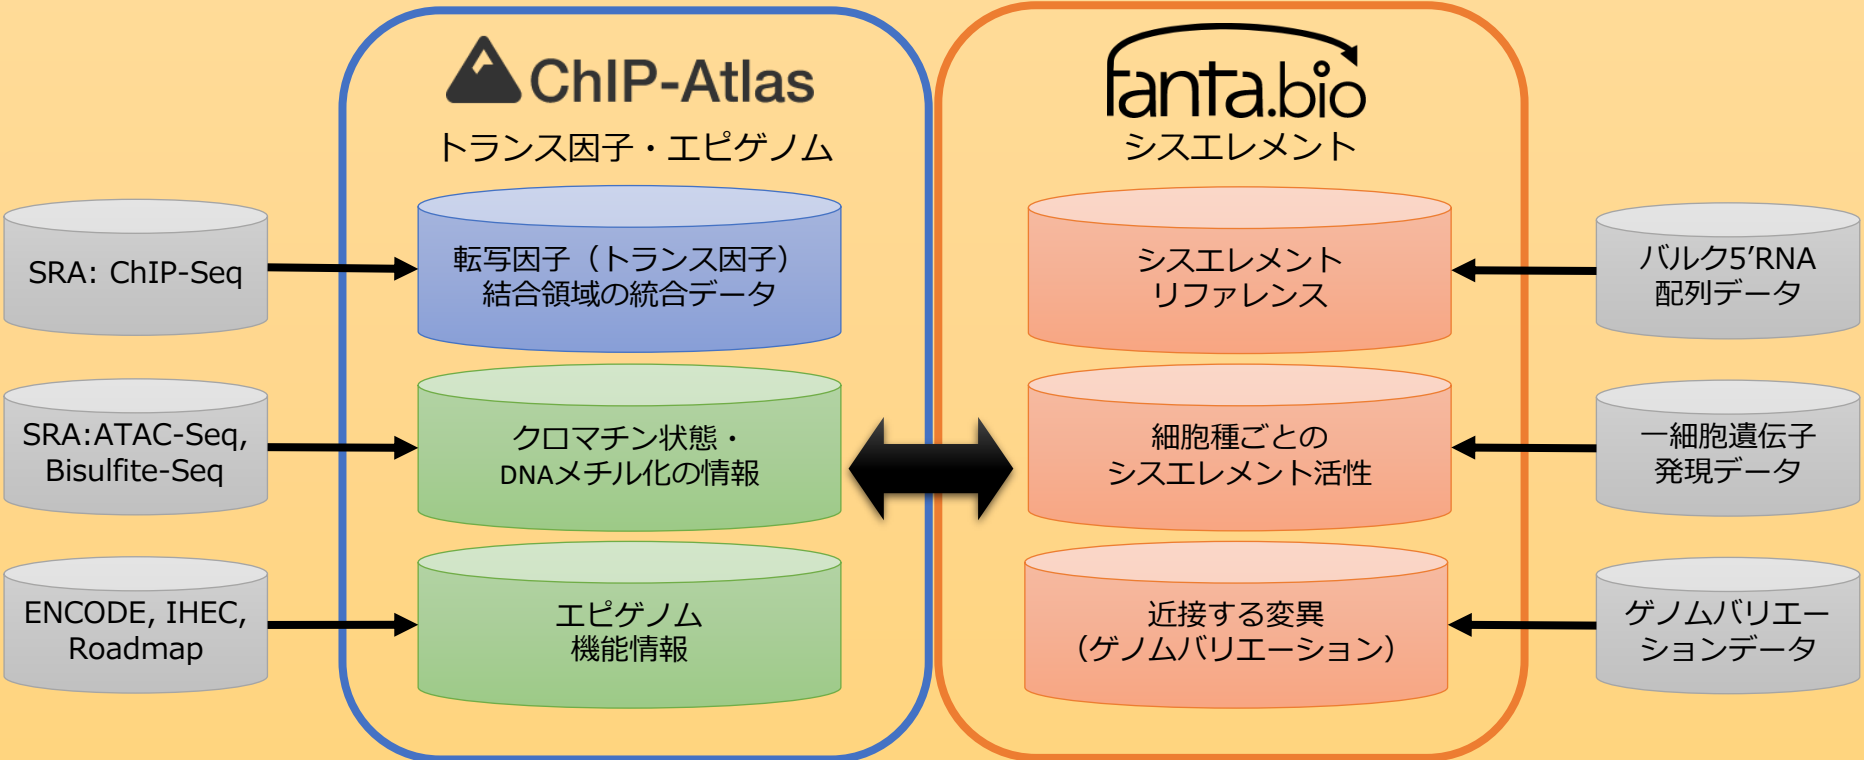 ChIP-Atlas
トランス因子・エピゲノム
SRA: ChIP-Seq
転写因子（トランス因子）
結合領域の統合データ
SRA:ATAC-Seq,
Bisulfite-Seq
クロマチン状態・
DNAメチル化の情報
ENCODE, IHEC,
Roadmap
エピゲノム
機能情報
fanta.bio
シスエレメント
シスエレメント
リファレンス
バルク5’RNA
配列データ
細胞種ごとの
シスエレメント活性
一細胞遺伝子
発現データ
近接する変異
（ゲノムバリエーション）
ゲノムバリエー
ションデータ